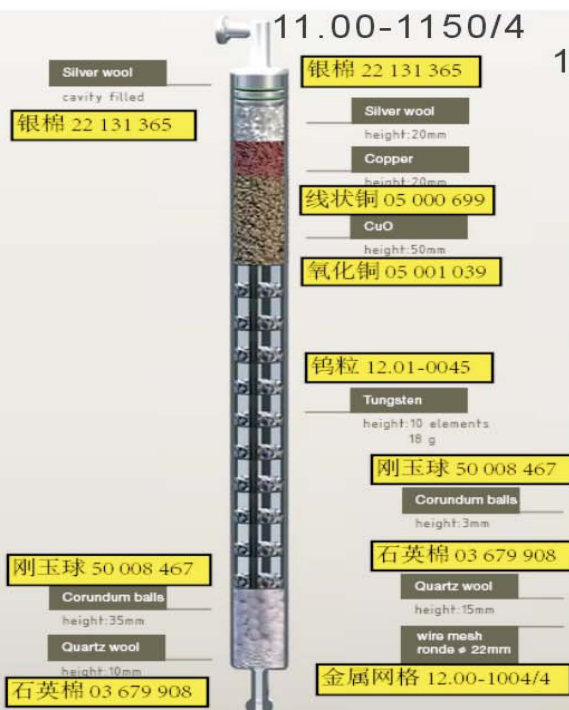 11.00-1150/4
1
Silver wool
cavity filled
银棉 22 131 365
银棉 22 131 365
Silver wool
height:20mm
Copper
height:20mm
线状铜 05 000 699
CuO
height:50mm
氧化铜 05 001 039
钨粒 12.01-0045
Tungsten
height:10 elements
18 g
刚玉球 50 008 467
Corundum balls
height:3mm
石英棉 03 679 908
Quartz wool
height:15mm
wire mesh
ronde ø 22mm
金属网格 12.00-1004/4
刚玉球 50 008 467
Corundum balls
height:35mm
Quartz wool
height:10mm
石英棉 03 679 908